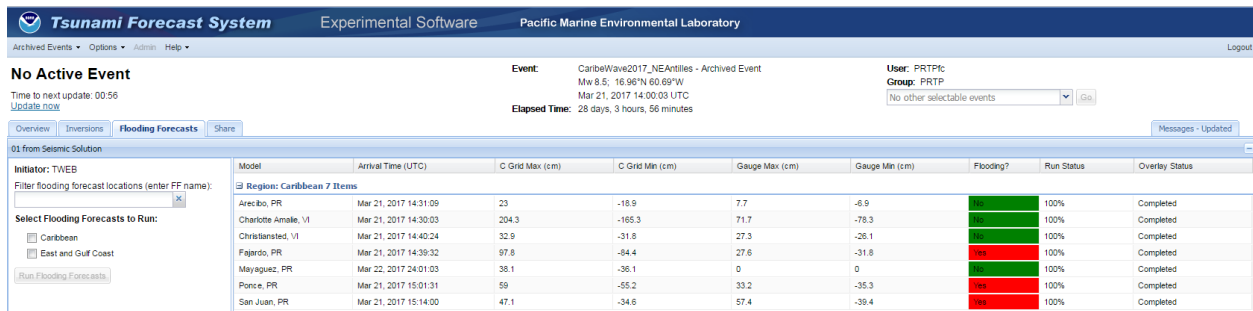 Tsunami Forecast System Experimental Software Pacific Marine Environmental Laboratory
Archived Events Options Admin Help Logout
No Active Event
Time to next update: 00:56
Update now
Event: CaribeWave2017_NEAntilles - Archived Event
Mw 8.5; 16.96°N 60.69°W
Mar 21, 2017 14:00:03 UTC
Elapsed Time: 28 days, 3 hours, 56 minutes
User: PRTPfc
Group: PRTP
No other selectable events Go
Overview Inversions Flooding Forecasts Share Messages - Updated
01 from Seismic Solution
Initiator: TWEB
Filter flooding forecast locations (enter FF name):
Select Flooding Forecasts to Run:
Caribbean
East and Gulf Coast
Run Flooding Forecasts
Model Arrival Time (UTC) C Grid Max (cm) C Grid Min (cm) Gauge Max (cm) Gauge Min (cm) Flooding? Run Status Overlay Status
Region: Caribbean 7 Items
Arecibo, PR Mar 21, 2017 14:31:09 23 -18.9 7.7 -6.9 No 100% Completed
Charlotte Amalie, VI Mar 21, 2017 14:30:03 204.3 -165.3 71.7 -78.3 No 100% Completed
Christiansted, VI Mar 21, 2017 14:40:24 32.9 -31.8 27.3 -26.1 No 100% Completed
Fajardo, PR Mar 21, 2017 14:39:32 97.8 -84.4 27.6 -31.8 Yes 100% Completed
Mayaguez, PR Mar 22, 2017 24:01:03 38.1 -36.1 0 0 No 100% Completed
Ponce, PR Mar 21, 2017 15:01:31 59 -55.2 33.2 -35.3 Yes 100% Completed
San Juan, PR Mar 21, 2017 15:14:00 47.1 -34.6 57.4 -39.4 Yes 100% Completed